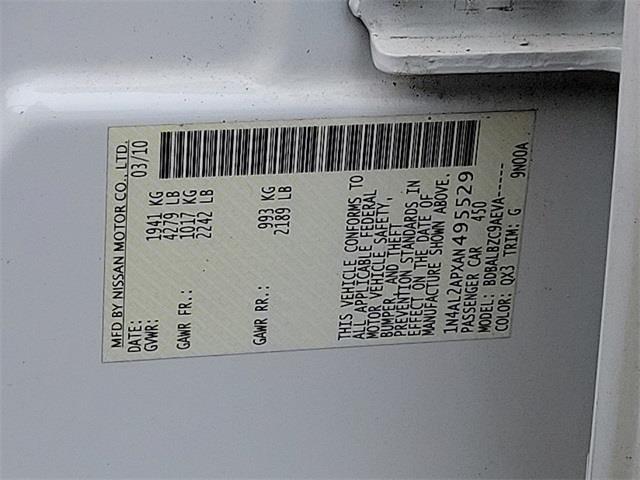 MFD BY NISSAN MOTOR CO., LTD.
DATE: 03/10
GVWR: 1941 KG
4279 LB
GAWR FR.: 1017 KG
2242 LB
GAWR RR.: 993 KG
2189 LB
THIS VEHICLE CONFORMS TO
ALL APPLICABLE FEDERAL
MOTOR VEHICLE SAFETY,
BUMPER, AND THEFT
PREVENTION STANDARDS IN
EFFECT ON THE DATE OF
MANUFACTURE SHOWN ABOVE.
1N4AL2APXAN495529
PASSENGER CAR 450
MODEL: BDBALBZC9AEVA-----
COLOR: QX3 TRIM: G 9N00A